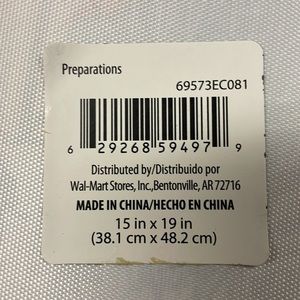 Preparations
69573EC081
6 29268 59497 9
Distributed by/Distribuido por
Wal-Mart Stores, Inc.,Bentonville, AR 72716
MADE IN CHINA/HECHO EN CHINA
15 in x 19 in
(38.1 cm x 48.2 cm)